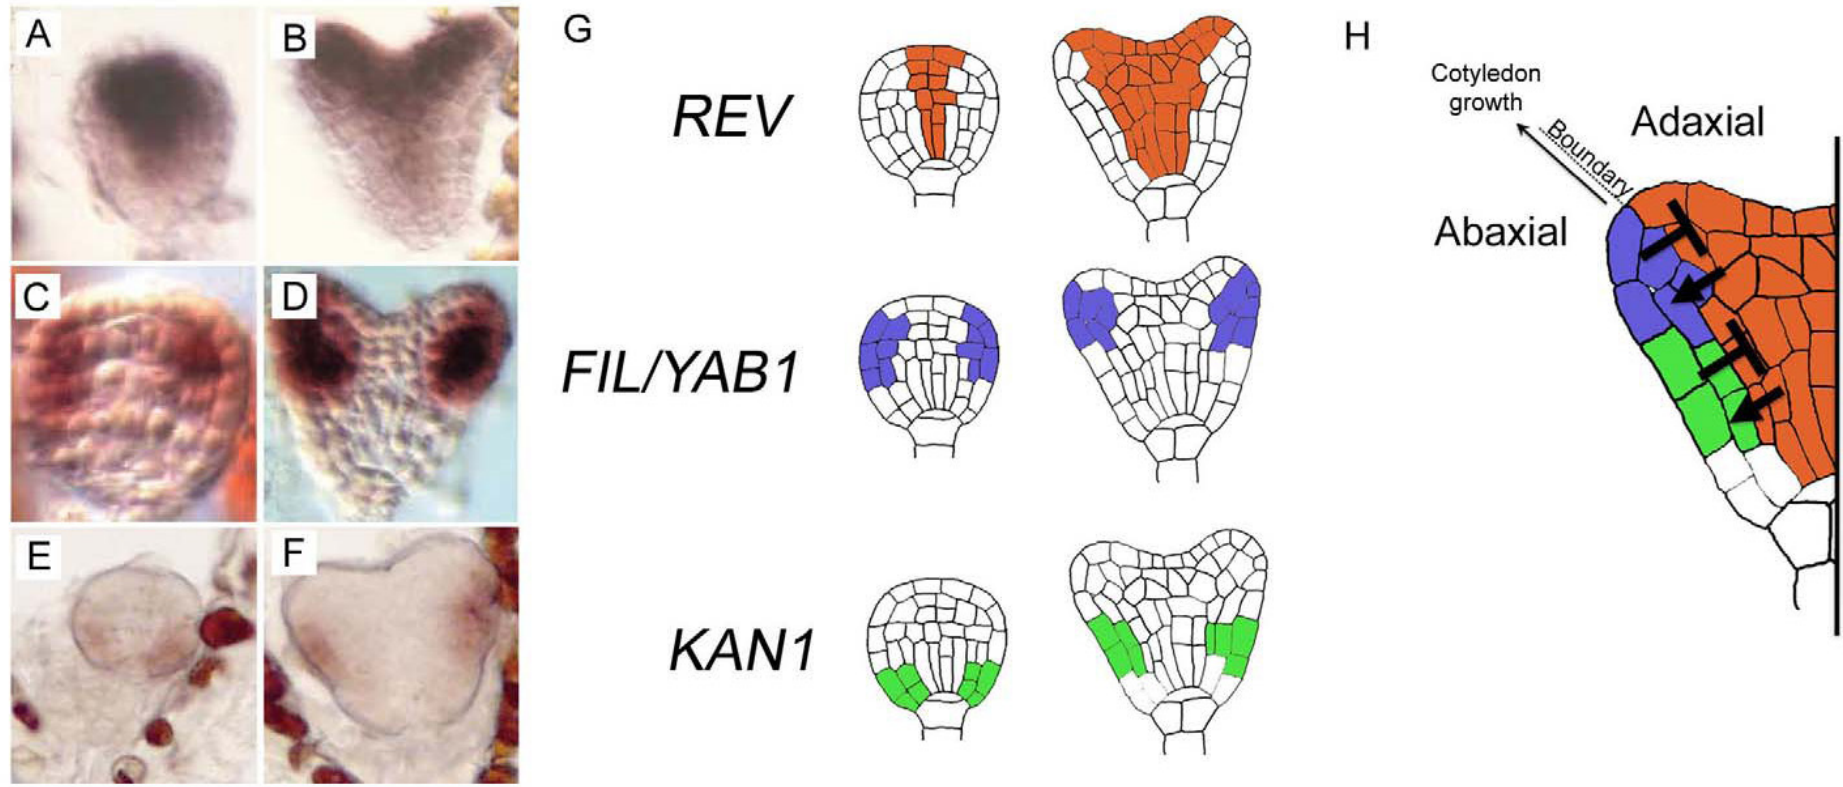 A
B
C
D
E
F
G
REV
FIL/YAB1
KAN1
H
Cotyledon
growth
Boundary
Adaxial
Abaxial